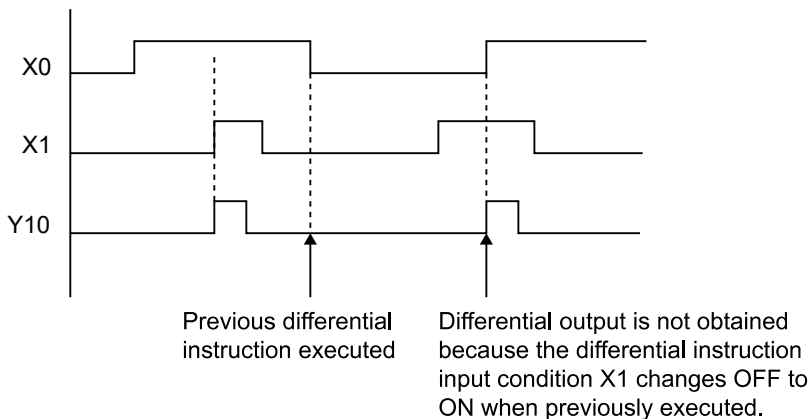 X0
X1
Y10
Previous differential
instruction executed
Differential output is not obtained
because the differential instruction
input condition X1 changes OFF to
ON when previously executed.